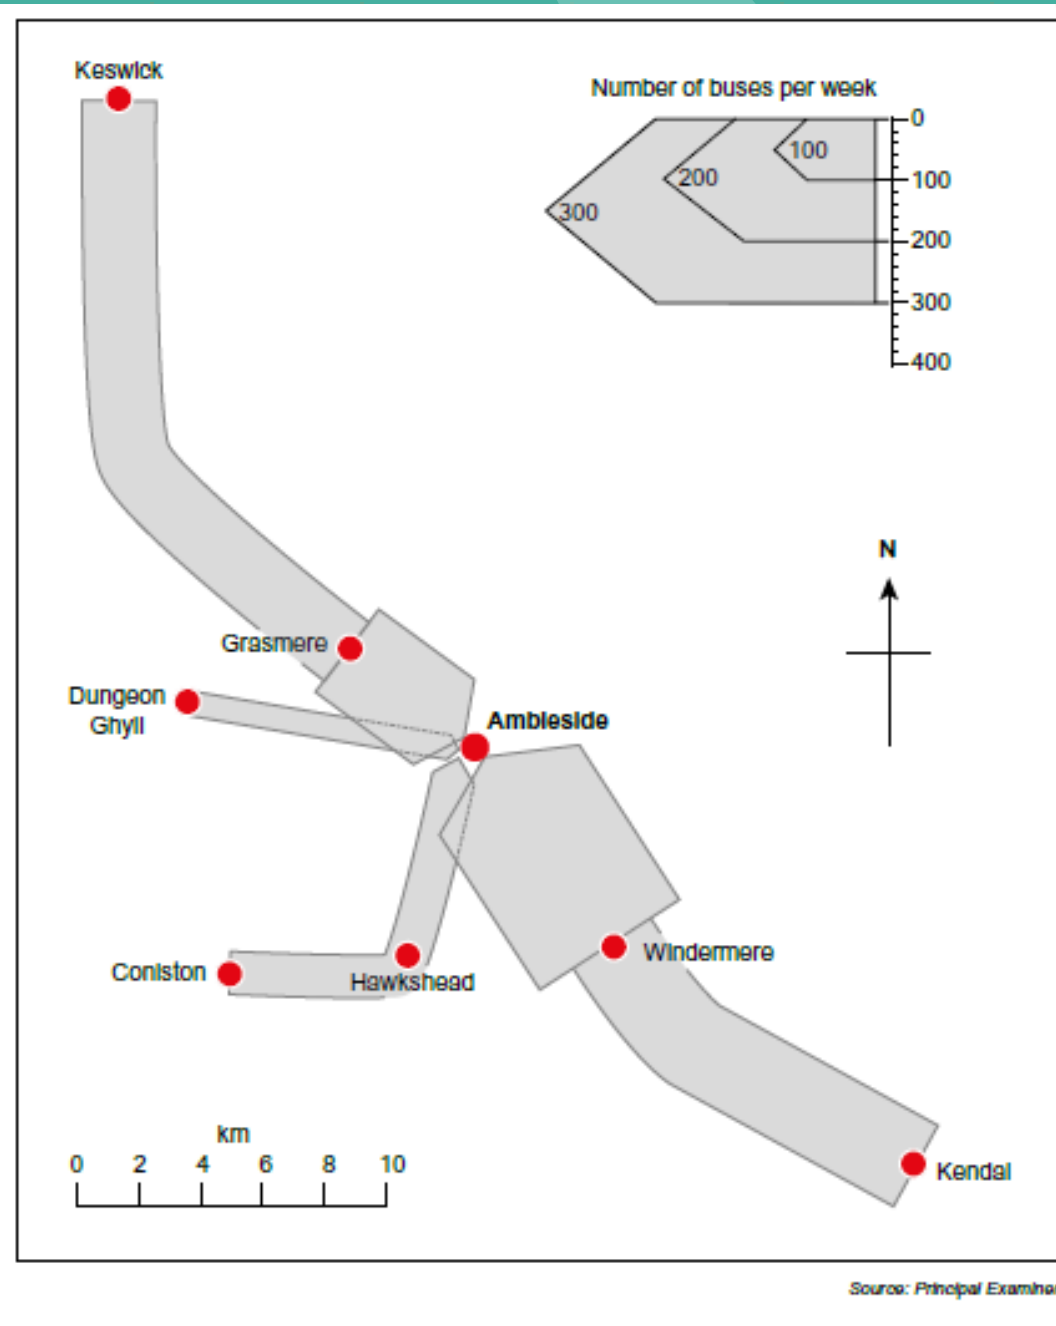 Keswick
Number of buses per week
0
100
100
200
200
300
300
400
N
Grasmere
Dungeon
Ghyll
Ambleside
Windermere
Coniston
Hawkshead
km
0 2 4 6 8 10
Kendal
Source: Principal Examiner